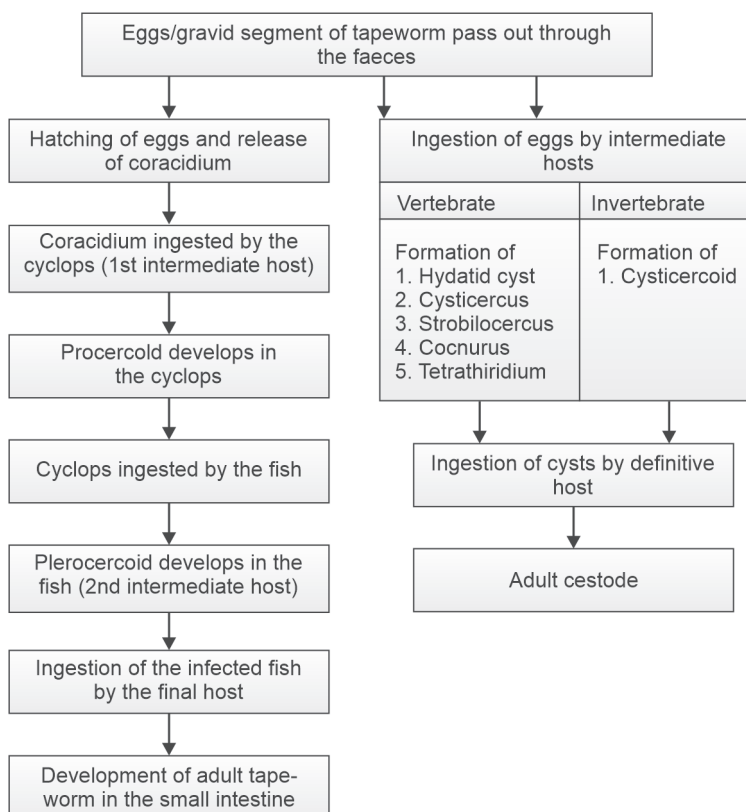 Eggs/gravid segment of tapeworm pass out through
the faeces
Hatching of eggs and release
of coracidium
Coracidium ingested by the
cyclops (1st intermediate host)
Procercold develops in
the cyclops
Cyclops ingested by the fish
Plerocercoid develops in the
fish (2nd intermediate host)
Ingestion of the infected fish
by the final host
Development of adult tape-
worm in the small intestine
Ingestion of eggs by intermediate
hosts
Vertebrate
Formation of
1. Hydatid cyst
2. Cysticercus
3. Strobilocercus
4. Cocnurus
5. Tetrathiridium
Invertebrate
Formation of
1. Cysticercoid
Ingestion of cysts by definitive
host
Adult cestode